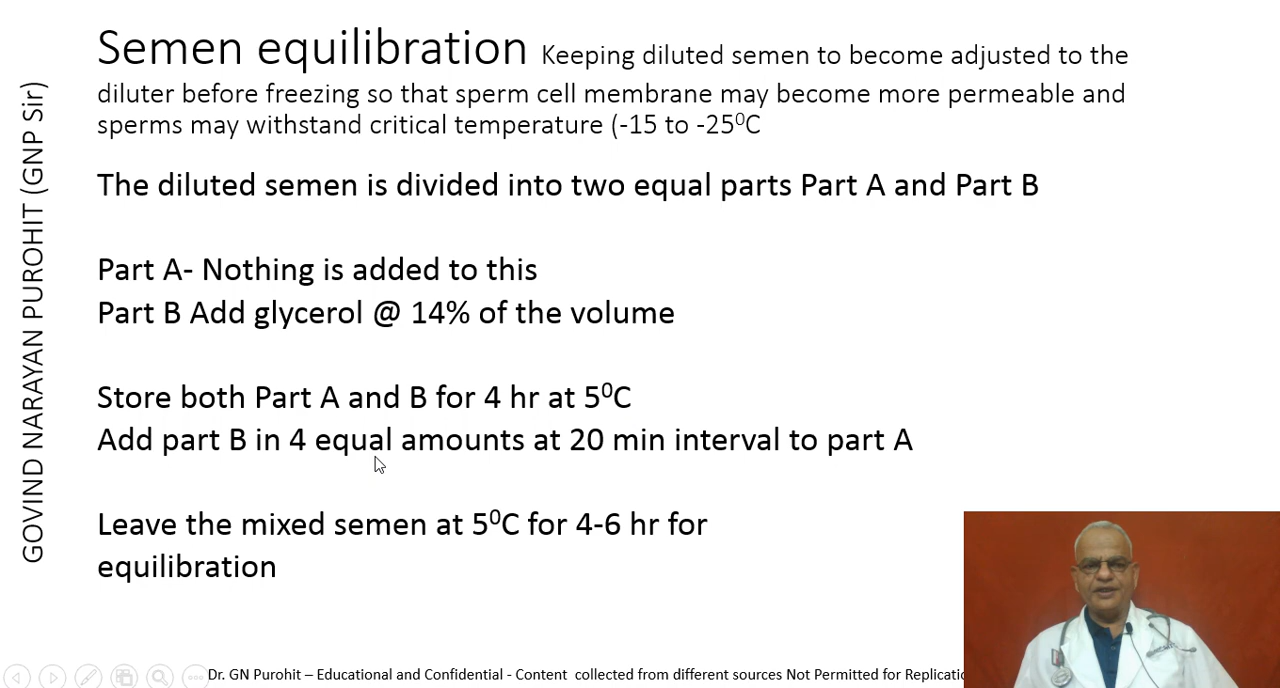 GOVIND NARAYAN PUROHIT (GNP Sir)
Semen equilibration Keeping diluted semen to become adjusted to the
diluter before freezing so that sperm cell membrane may become more permeable and
sperms may withstand critical temperature (-15 to -25⁰C
The diluted semen is divided into two equal parts Part A and Part B
Part A- Nothing is added to this
Part B Add glycerol @ 14% of the volume
Store both Part A and B for 4 hr at 5⁰C
Add part B in 4 equal amounts at 20 min interval to part A
Leave the mixed semen at 5⁰C for 4-6 hr for
equilibration
Dr. GN Purohit – Educational and Confidential - Content collected from different sources Not Permitted for